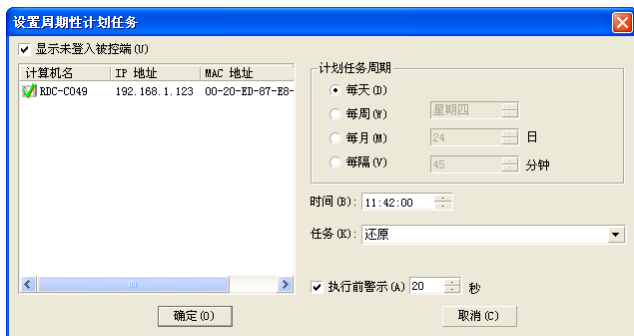 设置周期性计划任务
显示未登入被控端(U)
计算机名 IP 地址 MAC 地址
RDC-C049 192.168.1.123 00-20-ED-87-E8-
计划任务周期
每天(D)
每周(W) 星期四
每月(M) 24 日
每隔(V) 45 分钟
时间(B): 11:42:00
任务(K): 还原
执行前警示(A) 20 秒
确定(O) 取消(C)